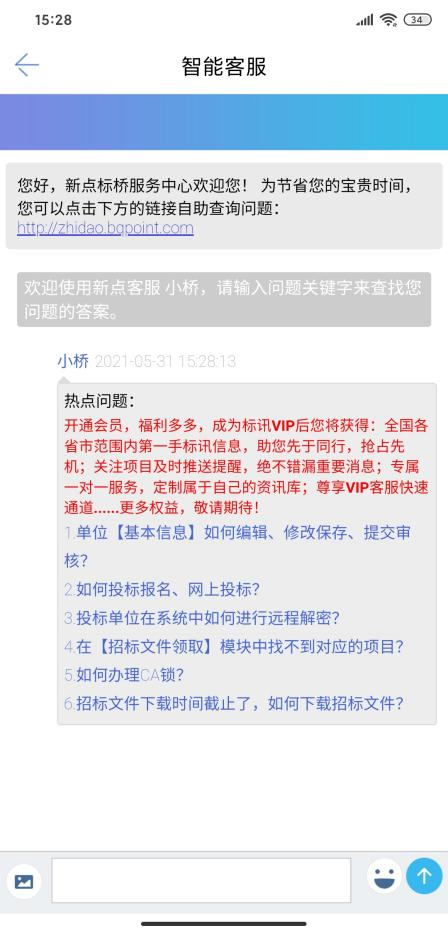 15:28
34
智能客服
您好，新点标桥服务中心欢迎您！ 为节省您的宝贵时间，
您可以点击下方的链接自助查询问题：
http://zhidao.bqpoint.com
欢迎使用新点客服 小桥，请输入问题关键字来查找您
问题的答案。
小桥 2021-05-31 15:28:13
热点问题：
开通会员，福利多多，成为标讯VIP后您将获得：全国各
省市范围内第一手标讯信息，助您先于同行，抢占先
机；关注项目及时推送提醒，绝不错漏重要消息；专属
一对一服务，定制属于自己的资讯库；尊享VIP客服快速
通道......更多权益，敬请期待！
1.单位【基本信息】如何编辑、修改保存、提交审
核？
2.如何投标报名、网上投标？
3.投标单位在系统中如何进行远程解密？
4.在【招标文件领取】模块中找不到对应的项目？
5.如何办理CA锁？
6.招标文件下载时间截止了，如何下载招标文件？